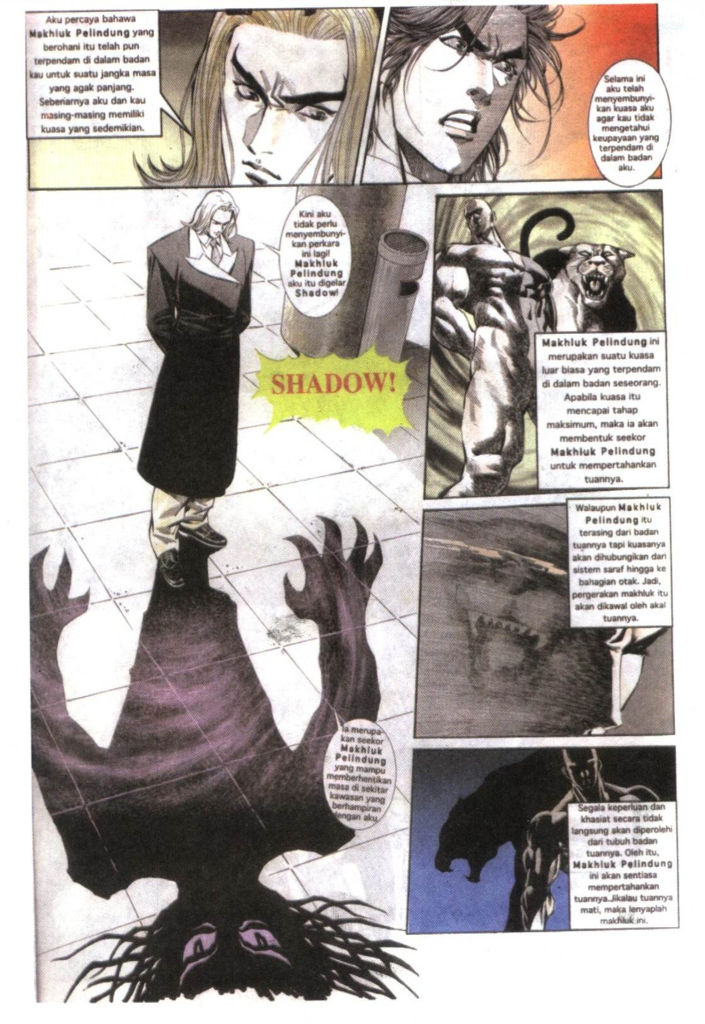 Aku percaya bahawa
Makhluk Pelindung yang
berohani itu telah pun
terpendam di dalam badan
kau untuk suatu jangka masa
yang agak panjang.
Sebenarnya aku dan kau
masing-masing memiliki
kuasa yang sedemikian.
Selama ini
aku telah
menyembunyi-
kan kuasa aku
agar kau tidak
mengetahui
keupayaan yang
terpendam di
dalam badan
aku.
Kini aku
tidak perlu
menyembunyi-
kan perkara
ini lagi!
Makhluk
Pelindung
aku itu digelar
Shadow!
SHADOW!
Makhluk Pelindung ini
merupakan suatu kuasa
luar biasa yang terpendam
di dalam badan seseorang.
Apabila kuasa itu
mencapai tahap
maksimum, maka ia akan
membentuk seekor
Makhluk Pelindung
untuk mempertahankan
tuannya.
Walaupun Makhluk
Pelindung itu
terasing dari badan
tuannya tapi kuasanya
akan dihubungikan dari
sistem saraf hingga ke
bahagian otak. Jadi,
pergerakan makhluk itu
akan dikawal oleh akal
tuannya.
Ia merupa-
kan seekor
Makhluk
Pelindung
yang mampu
memberhentikan
masa di sekitar
kawasan yang
berhampiran
dengan aku.
Segala keperluan dan
khasiat secara tidak
langsung akan diperolehi
dari tubuh badan
tuannya. Oleh itu,
Makhluk Pelindung
ini akan sentiasa
mempertahankan
tuannya. Jikalau tuannya
mati, maka lenyaplah
makhluk ini.